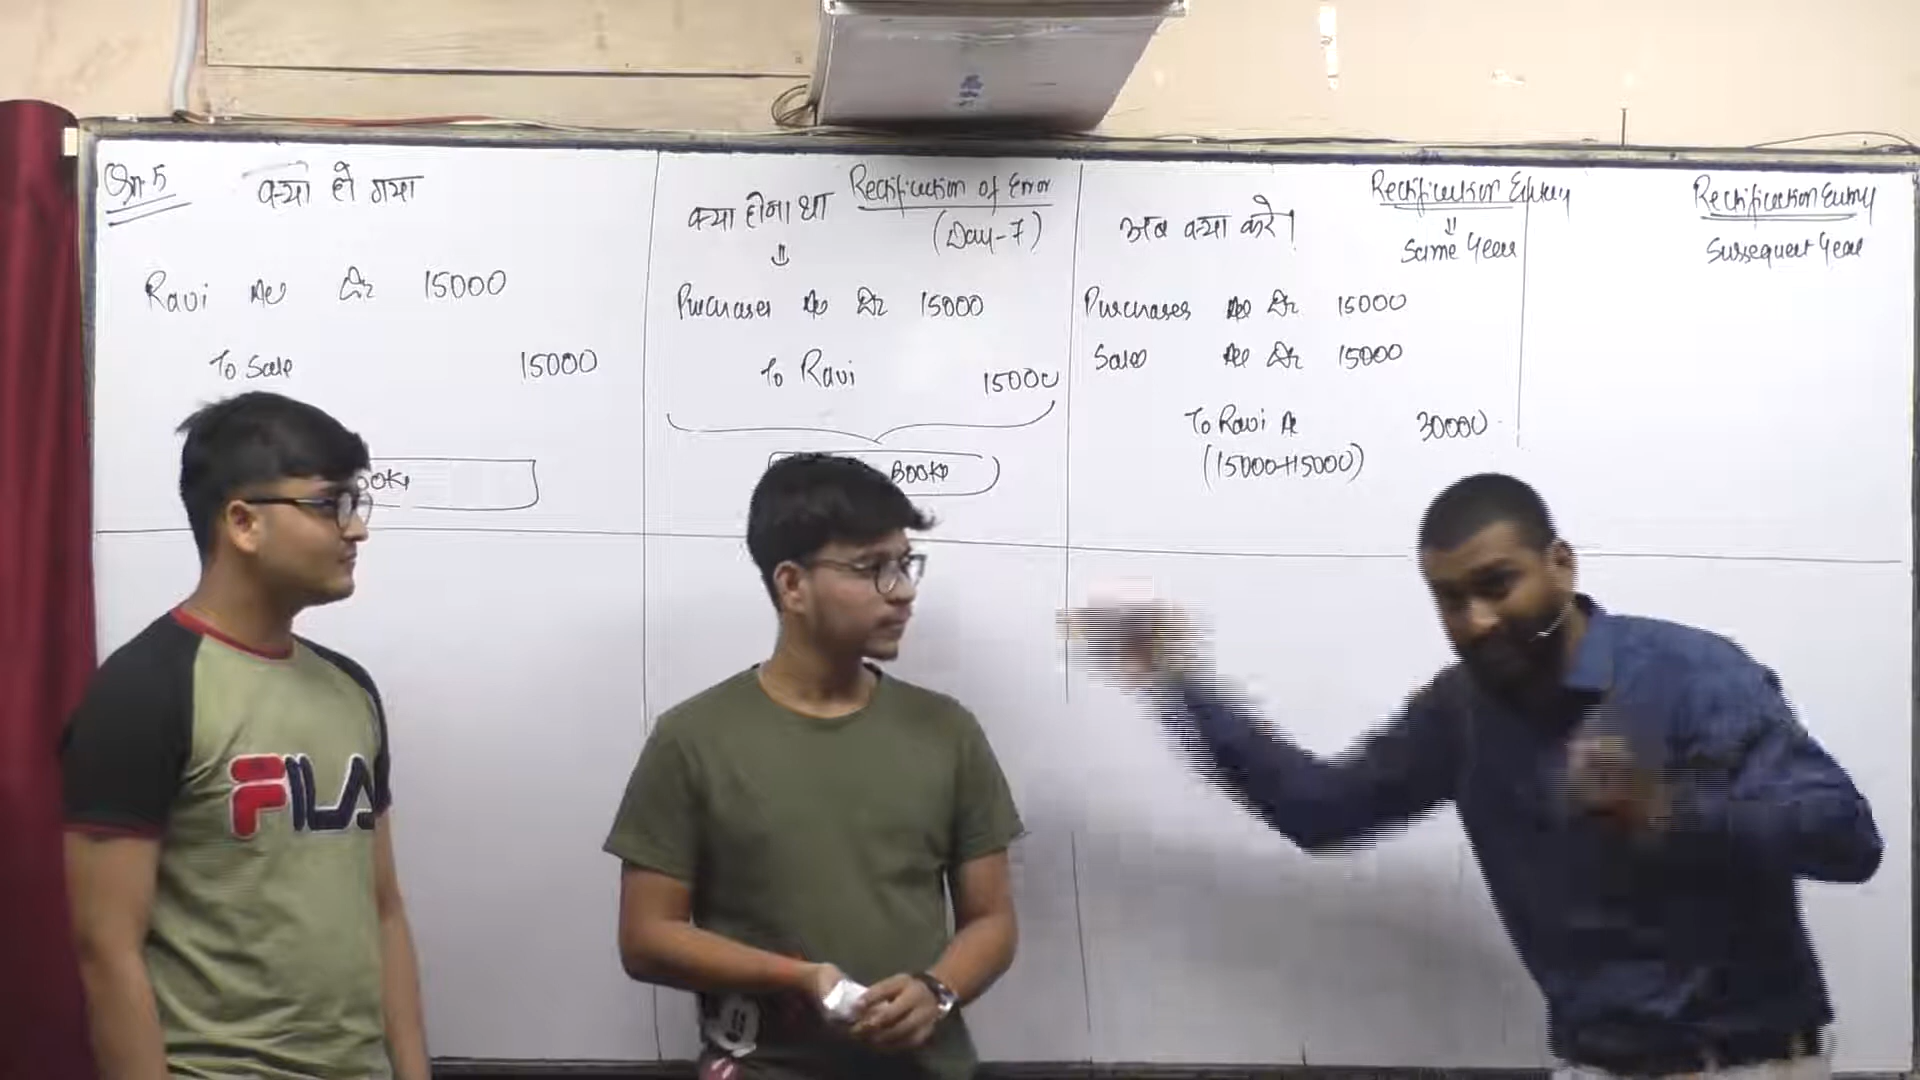 Qn. 5
क्या हो गया
Ravi A/c Dr 15000
To Sale 15000
क्या होना था
Rectification of Error
(Day-7)
⇓
Purchases A/c Dr 15000
To Ravi 15000
Books
अब क्या करे!
Rectification Entry
⇓
Same Year
Purchases A/c Dr 15000
Sales A/c Dr 15000
To Ravi A/c 30000
(15000+15000)
Rectification Entry
Sussequent Year
FILA